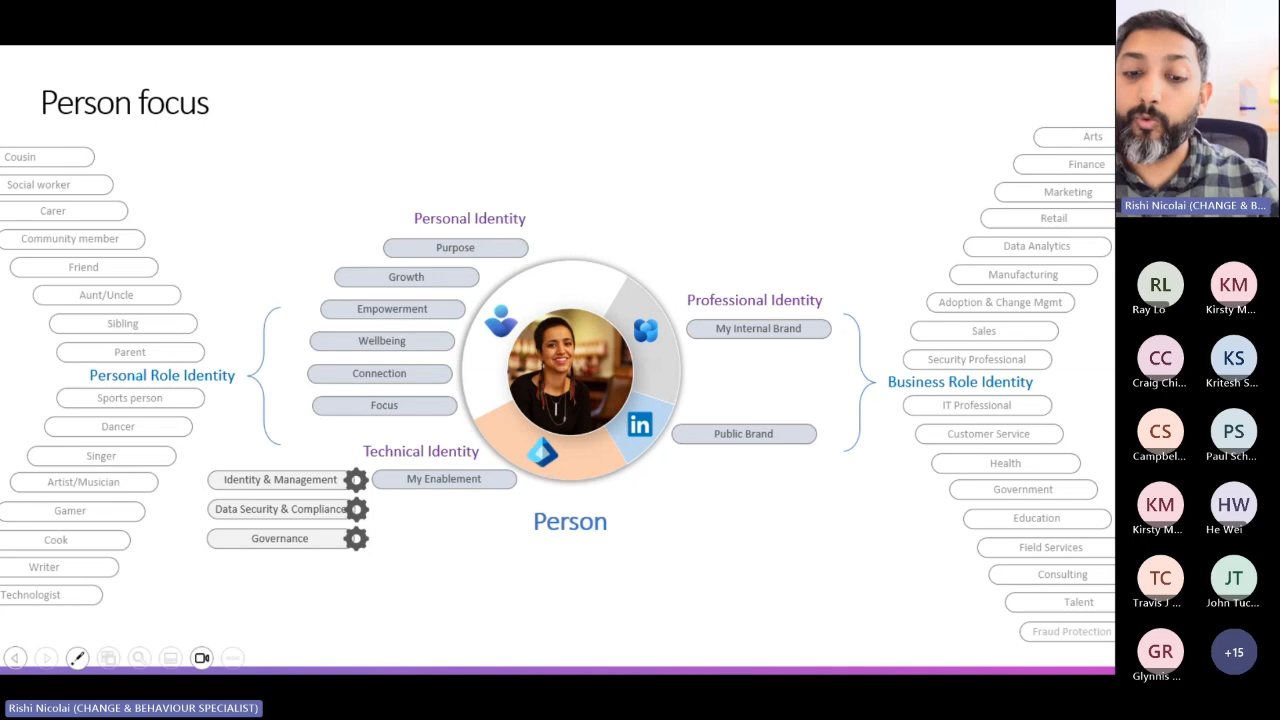 Person focus
Cousin
Social worker
Carer
Community member
Friend
Aunt/Uncle
Sibling
Parent
Personal Role Identity
Sports person
Dancer
Singer
Artist/Musician
Gamer
Cook
Writer
Technologist
Personal Identity
Purpose
Growth
Empowerment
Wellbeing
Connection
Focus
Technical Identity
My Enablement
Identity & Management
Data Security & Compliance
Governance
in
Person
Professional Identity
My Internal Brand
Public Brand
Arts
Finance
Marketing
Retail
Data Analytics
Manufacturing
Adoption & Change Mgmt
Sales
Security Professional
Business Role Identity
IT Professional
Customer Service
Health
Government
Education
Field Services
Consulting
Talent
Fraud Protection
Rishi Nicolai (CHANGE & B...
RL
Ray Lo
KM
Kirsty M...
CC
Craig Chi...
KS
Kritesh S...
CS
Campbel...
PS
Paul Sch...
KM
Kirsty M...
HW
He Wei
TC
Travis J ...
JT
John Tuc...
GR
Glynnis ...
+15
Rishi Nicolai (CHANGE & BEHAVIOUR SPECIALIST)